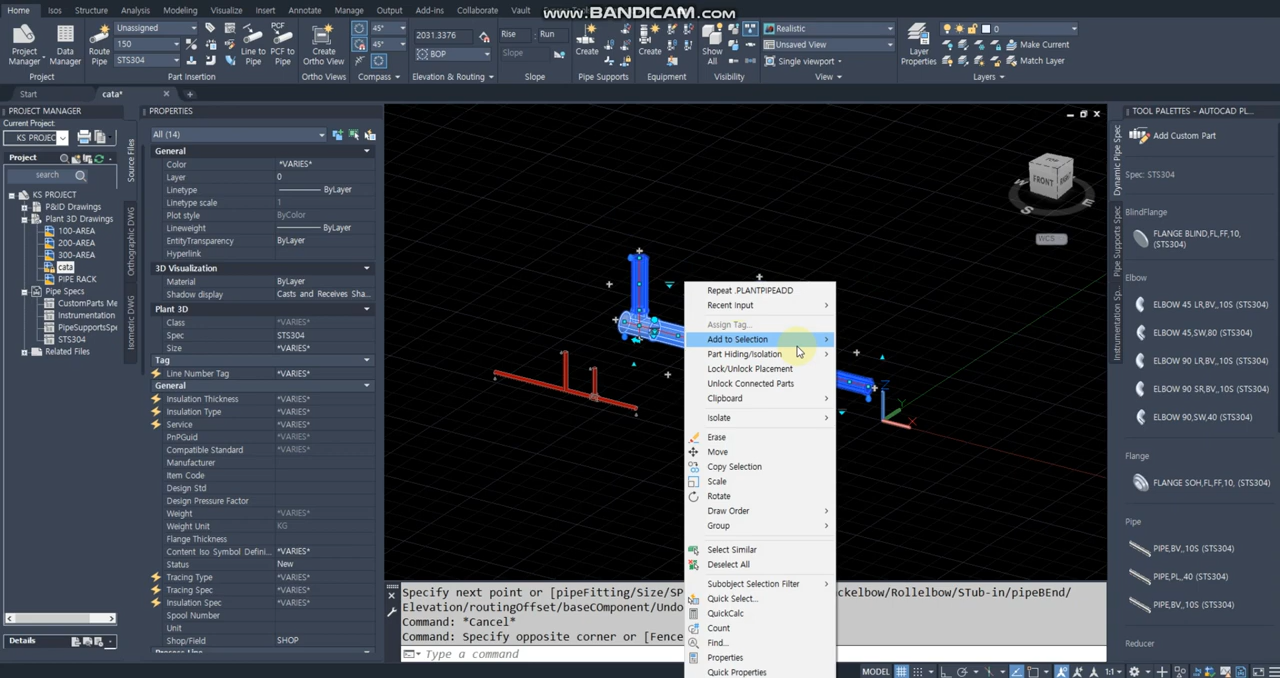 www.BANDICAM.com
Home Isos Structure Analysis Visualize Insert Annotate Manage Output Add-ins Collaborate Vault
Project Manager
Data Manager
Project
Route Pipe
Unassigned
150
STS304
Line to Pipe
PCF to Pipe
Part Insertion
Create Ortho View
Ortho Views
45°
45°
Compass
2031.3376
BOP
Elevation & Routing
Rise Run
Slope
Slope
Create
Pipe Supports
Create
Equipment
Show All
Visibility
Realistic
Unsaved View
Single viewport
View
Layer Properties
0
Make Current
Match Layer
Layers
Start
cata*
PROJECT MANAGER
Current Project:
KS PROJEC
Project
search
KS PROJECT
P&ID Drawings
Plant 3D Drawings
100-AREA
200-AREA
300-AREA
cata
PIPE RACK
Pipe Specs
CustomParts Me
Instrumentation
PipeSupportsSpe
STS304
Related Files
Details
Source Files
Orthographic DWG
Isometric DWG
PROPERTIES
All (14)
General
Color *VARIES*
Layer 0
Linetype ByLayer
Linetype scale 1
Plot style ByColor
Lineweight ByLayer
EntityTransparency ByLayer
Hyperlink
3D Visualization
Material ByLayer
Shadow display Casts and Receives Sha...
Plant 3D
Class *VARIES*
Spec STS304
Size *VARIES*
Tag
Line Number Tag *VARIES*
General
Insulation Thickness *VARIES*
Insulation Type *VARIES*
Service *VARIES*
PnPGuid *VARIES*
Compatible Standard *VARIES*
Manufacturer
Item Code
Design Std
Design Pressure Factor
Weight *VARIES*
Weight Unit KG
Flange Thickness
Content Iso Symbol Defini... *VARIES*
Status New
Tracing Type *VARIES*
Tracing Spec *VARIES*
Insulation Spec *VARIES*
Spool Number
Unit
Shop/Field SHOP
FRONT
TOP
W
S
E
WCS
Z
Y
X
Repeat .PLANTPIPEADD
Recent Input
Assign Tag...
Add to Selection
Part Hiding/Isolation
Lock/Unlock Placement
Unlock Connected Parts
Clipboard
Isolate
Erase
Move
Copy Selection
Scale
Rotate
Draw Order
Group
Select Similar
Deselect All
Subobject Selection Filter
Quick Select...
QuickCalc
Count
Find...
Properties
Quick Properties
Specify next point or [pipeFitting/Size/SP
ckelbow/Rollelbow/STub-in/pipeBEnd/
Elevation/routingOffset/baseCOmponent/Undo
Command: *Cancel*
Command: Specify opposite corner or [Fence
Type a command
MODEL
1:1
TOOL PALETTES - AUTOCAD PL...
Dynamic Pipe Spec
Pipe Supports Spec
Instrumentation Sp...
Add Custom Part
Spec: STS304
BlindFlange
FLANGE BLIND,FL,FF,10, (STS304)
Elbow
ELBOW 45 LR,BV,_10S (STS304)
ELBOW 45,SW,80 (STS304)
ELBOW 90 LR,BV,_10S (STS304)
ELBOW 90 SR,BV,_10S (STS304)
ELBOW 90,SW,40 (STS304)
Flange
FLANGE SOH,FL,FF,10, (STS304)
Pipe
PIPE,BV,_10S (STS304)
PIPE,PL,_40 (STS304)
PIPE,BV,_10S (STS304)
Reducer